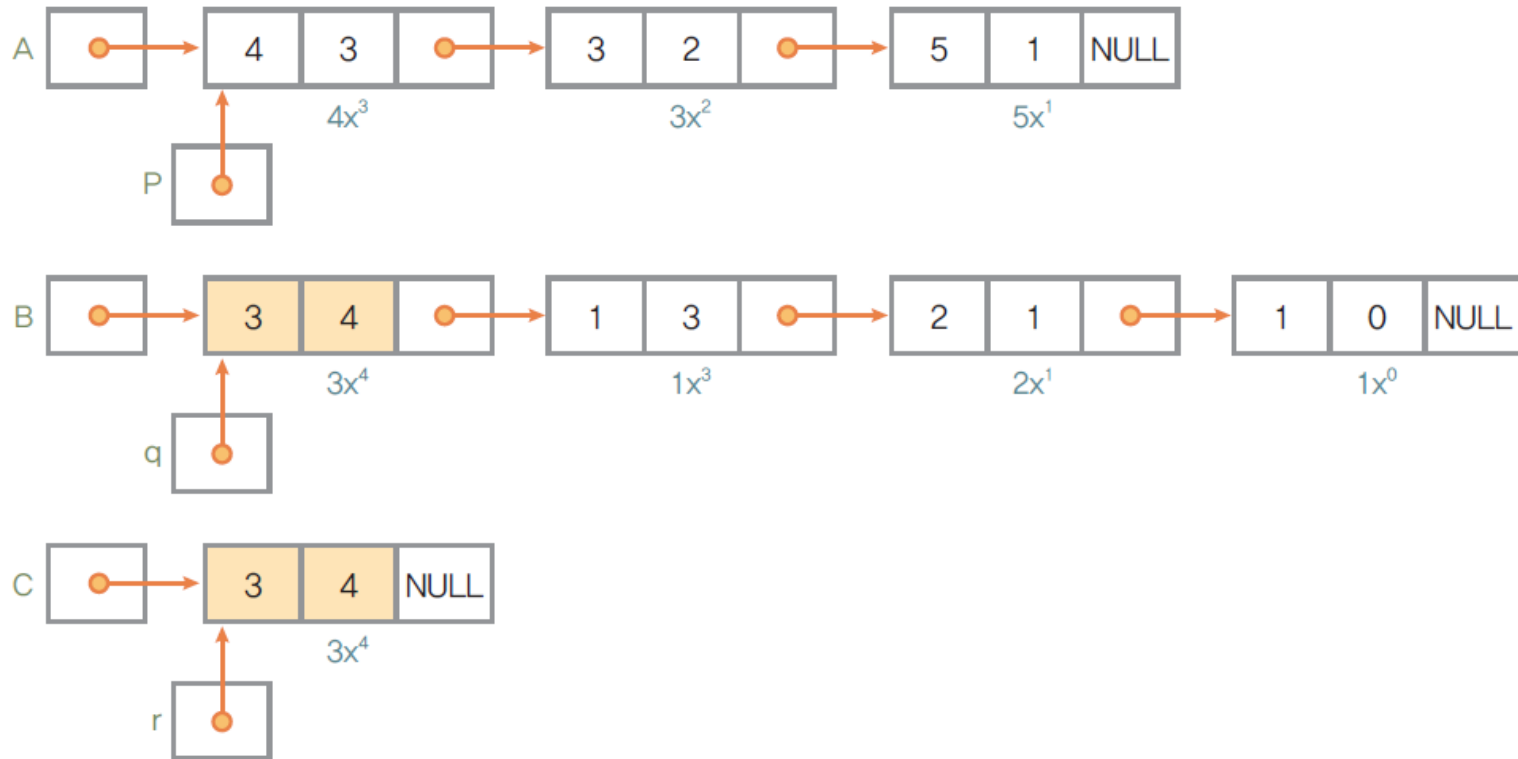 A 4 3 3 2 5 1 NULL
4x³ 3x² 5x¹
P
B 3 4 1 3 2 1 1 0 NULL
3x⁴ 1x³ 2x¹ 1x⁰
q
C 3 4 NULL
3x⁴
r